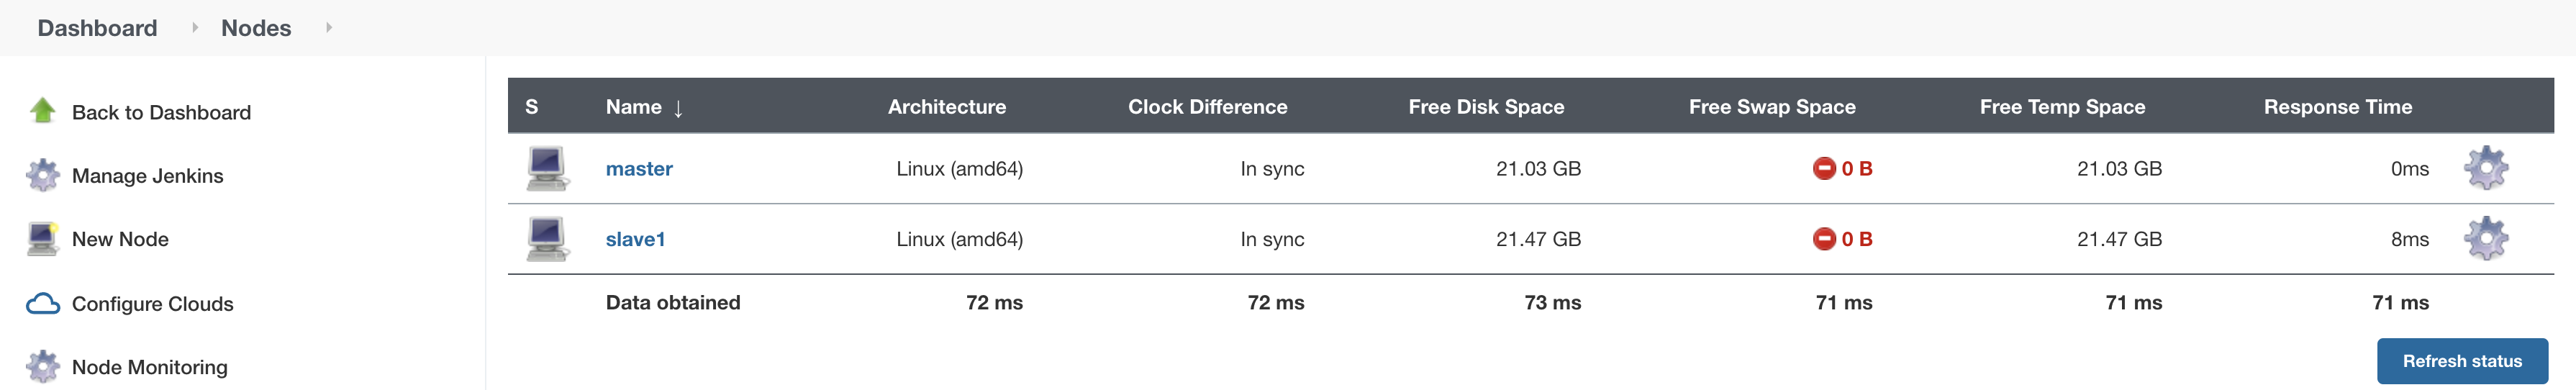 Dashboard Nodes
Back to Dashboard
Manage Jenkins
New Node
Configure Clouds
Node Monitoring
S Name ↓ Architecture Clock Difference Free Disk Space Free Swap Space Free Temp Space Response Time
master Linux (amd64) In sync 21.03 GB 0 B 21.03 GB 0ms
slave1 Linux (amd64) In sync 21.47 GB 0 B 21.47 GB 8ms
Data obtained 72 ms 72 ms 73 ms 71 ms 71 ms 71 ms
Refresh status